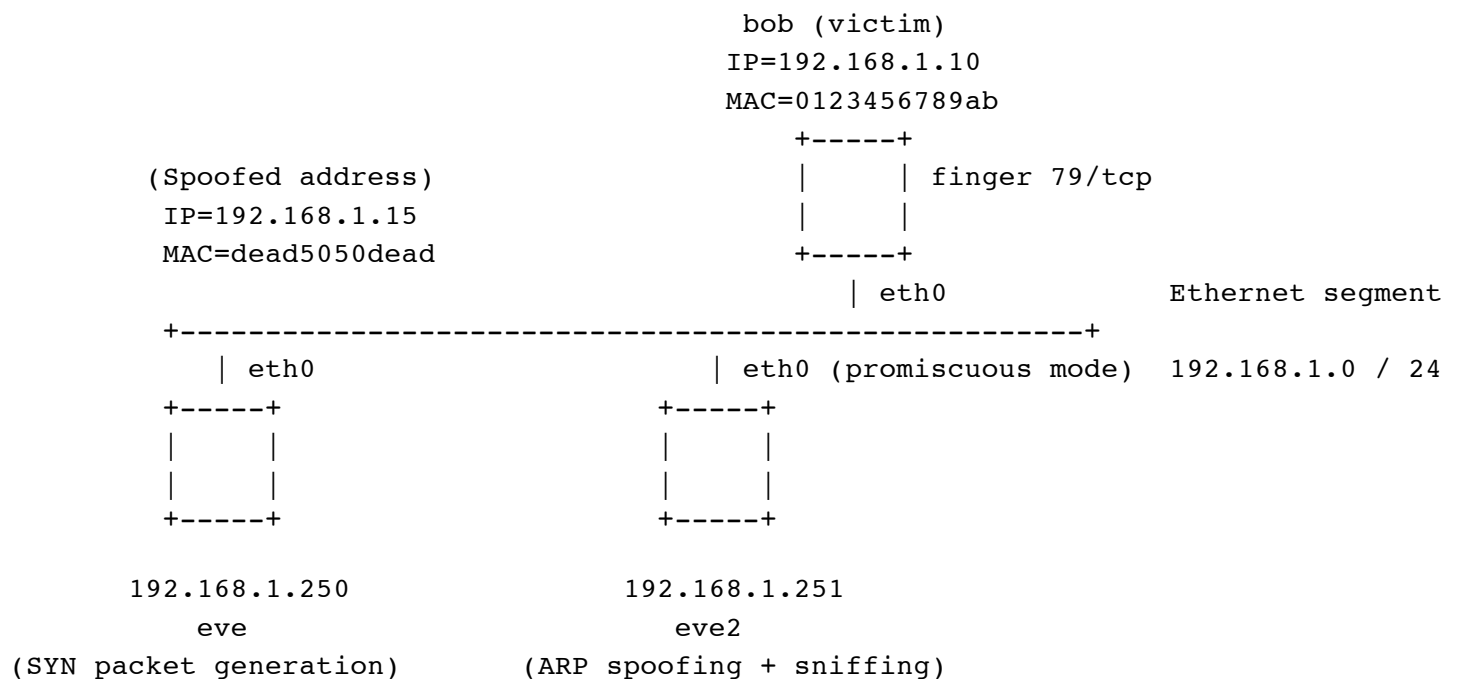 bob (victim)
IP=192.168.1.10
MAC=0123456789ab
+-----+
(Spoofed address) | | finger 79/tcp
IP=192.168.1.15 | |
MAC=dead5050dead +-----+
| eth0 Ethernet segment
+------------------------------------------------------+
| eth0 | eth0 (promiscuous mode) 192.168.1.0 / 24
+-----+ +-----+
| | | |
| | | |
+-----+ +-----+
192.168.1.250 192.168.1.251
eve eve2
(SYN packet generation) (ARP spoofing + sniffing)